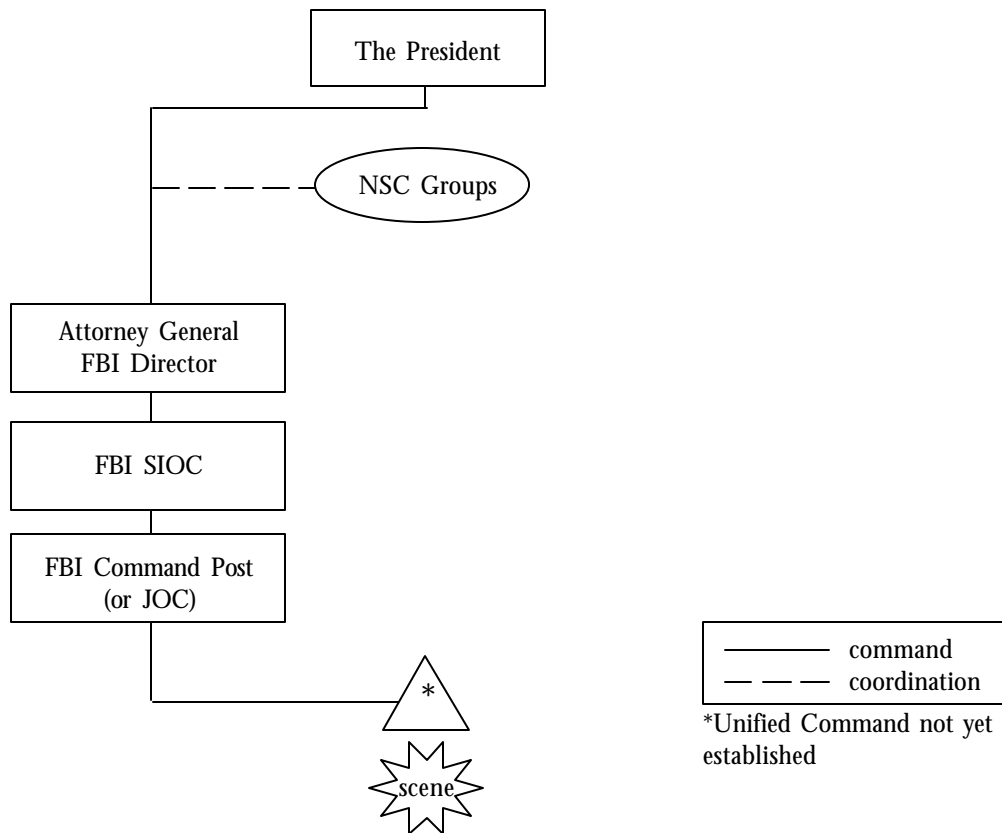 The President
NSC Groups
Attorney General
FBI Director
FBI SIOC
FBI Command Post
(or JOC)
*
scene
command
coordination
*Unified Command not yet
established